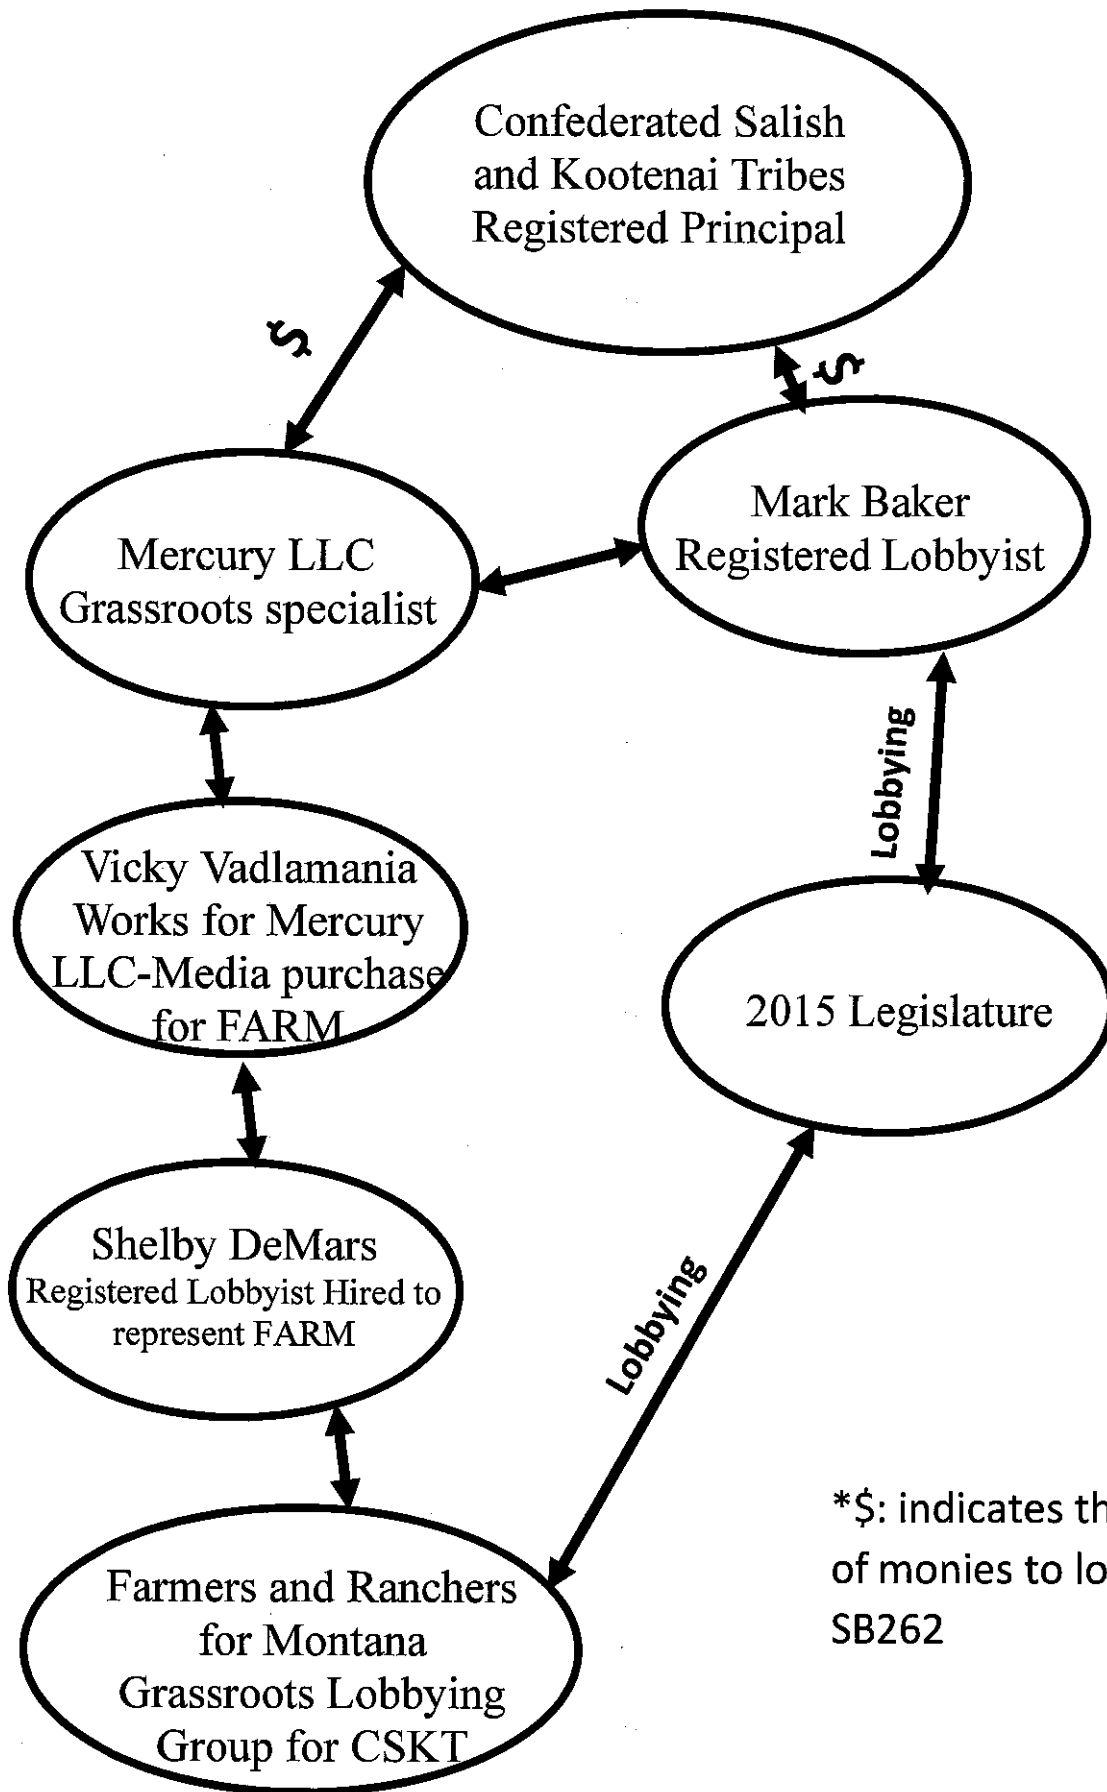 Confederated Salish
and Kootenai Tribes
Registered Principal
$
$
Mark Baker
Registered Lobbyist
Mercury LLC
Grassroots specialist
Lobbying
Vicky Vadlamania
Works for Mercury
LLC-Media purchase
for FARM
2015 Legislature
Shelby DeMars
Registered Lobbyist Hired to
represent FARM
Lobbying
Farmers and Ranchers
for Montana
Grassroots Lobbying
Group for CSKT
*$: indicates
of monies to
SB262